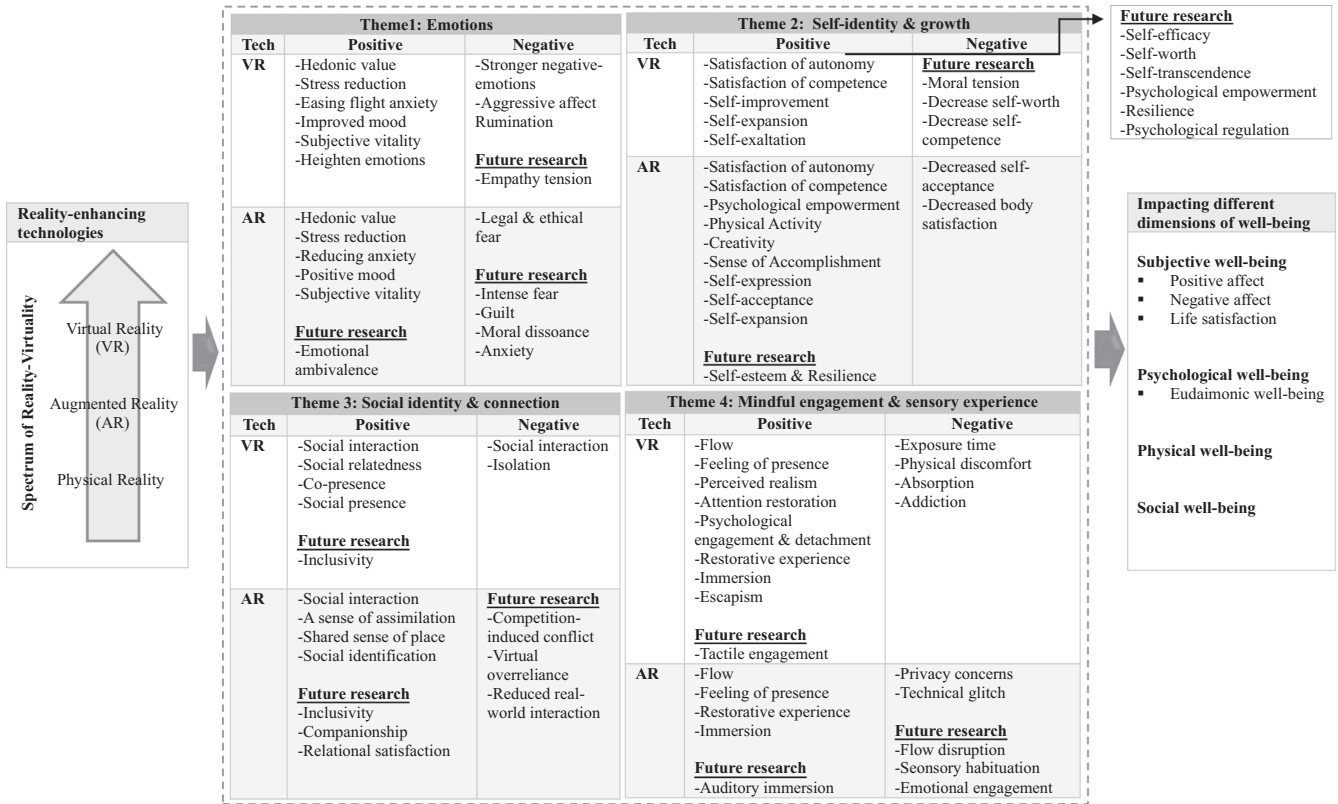 Reality-enhancing
technologies
Spectrum of Reality-Virtuality
Virtual Reality
(VR)
Augmented Reality
(AR)
Physical Reality
Theme1: Emotions
Tech Positive Negative
VR
-Hedonic value
-Stress reduction
-Easing flight anxiety
-Improved mood
-Subjective vitality
-Heighten emotions
-Stronger negative-
emotions
-Aggressive affect
Rumination
Future research
-Empathy tension
AR
-Hedonic value
-Stress reduction
-Reducing anxiety
-Positive mood
-Subjective vitality
Future research
-Emotional
ambivalence
-Legal & ethical
fear
Future research
-Intense fear
-Guilt
-Moral dissoance
-Anxiety
Theme 2: Self-identity & growth
Tech Positive Negative
VR
-Satisfaction of autonomy
-Satisfaction of competence
-Self-improvement
-Self-expansion
-Self-exaltation
Future research
-Moral tension
-Decrease self-worth
-Decrease self-
competence
AR
-Satisfaction of autonomy
-Satisfaction of competence
-Psychological empowerment
-Physical Activity
-Creativity
-Sense of Accomplishment
-Self-expression
-Self-acceptance
-Self-expansion
Future research
-Self-esteem & Resilience
-Decreased self-
acceptance
-Decreased body
satisfaction
Theme 3: Social identity & connection
Tech Positive Negative
VR
-Social interaction
-Social relatedness
-Co-presence
-Social presence
Future research
-Inclusivity
-Social interaction
-Isolation
AR
-Social interaction
-A sense of assimilation
-Shared sense of place
-Social identification
Future research
-Inclusivity
-Companionship
-Relational satisfaction
Future research
-Competition-
induced conflict
-Virtual
overreliance
-Reduced real-
world interaction
Theme 4: Mindful engagement & sensory experience
Tech Positive Negative
VR
-Flow
-Feeling of presence
-Perceived realism
-Attention restoration
-Psychological
engagement & detachment
-Restorative experience
-Immersion
-Escapism
Future research
-Tactile engagement
-Exposure time
-Physical discomfort
-Absorption
-Addiction
AR
-Flow
-Feeling of presence
-Restorative experience
-Immersion
Future research
-Auditory immersion
-Privacy concerns
-Technical glitch
Future research
-Flow disruption
-Seonsory habituation
-Emotional engagement
Future research
-Self-efficacy
-Self-worth
-Self-transcendence
-Psychological empowerment
-Resilience
-Psychological regulation
Impacting different
dimensions of well-being
Subjective well-being
▪ Positive affect
▪ Negative affect
▪ Life satisfaction
Psychological well-being
▪ Eudaimonic well-being
Physical well-being
Social well-being